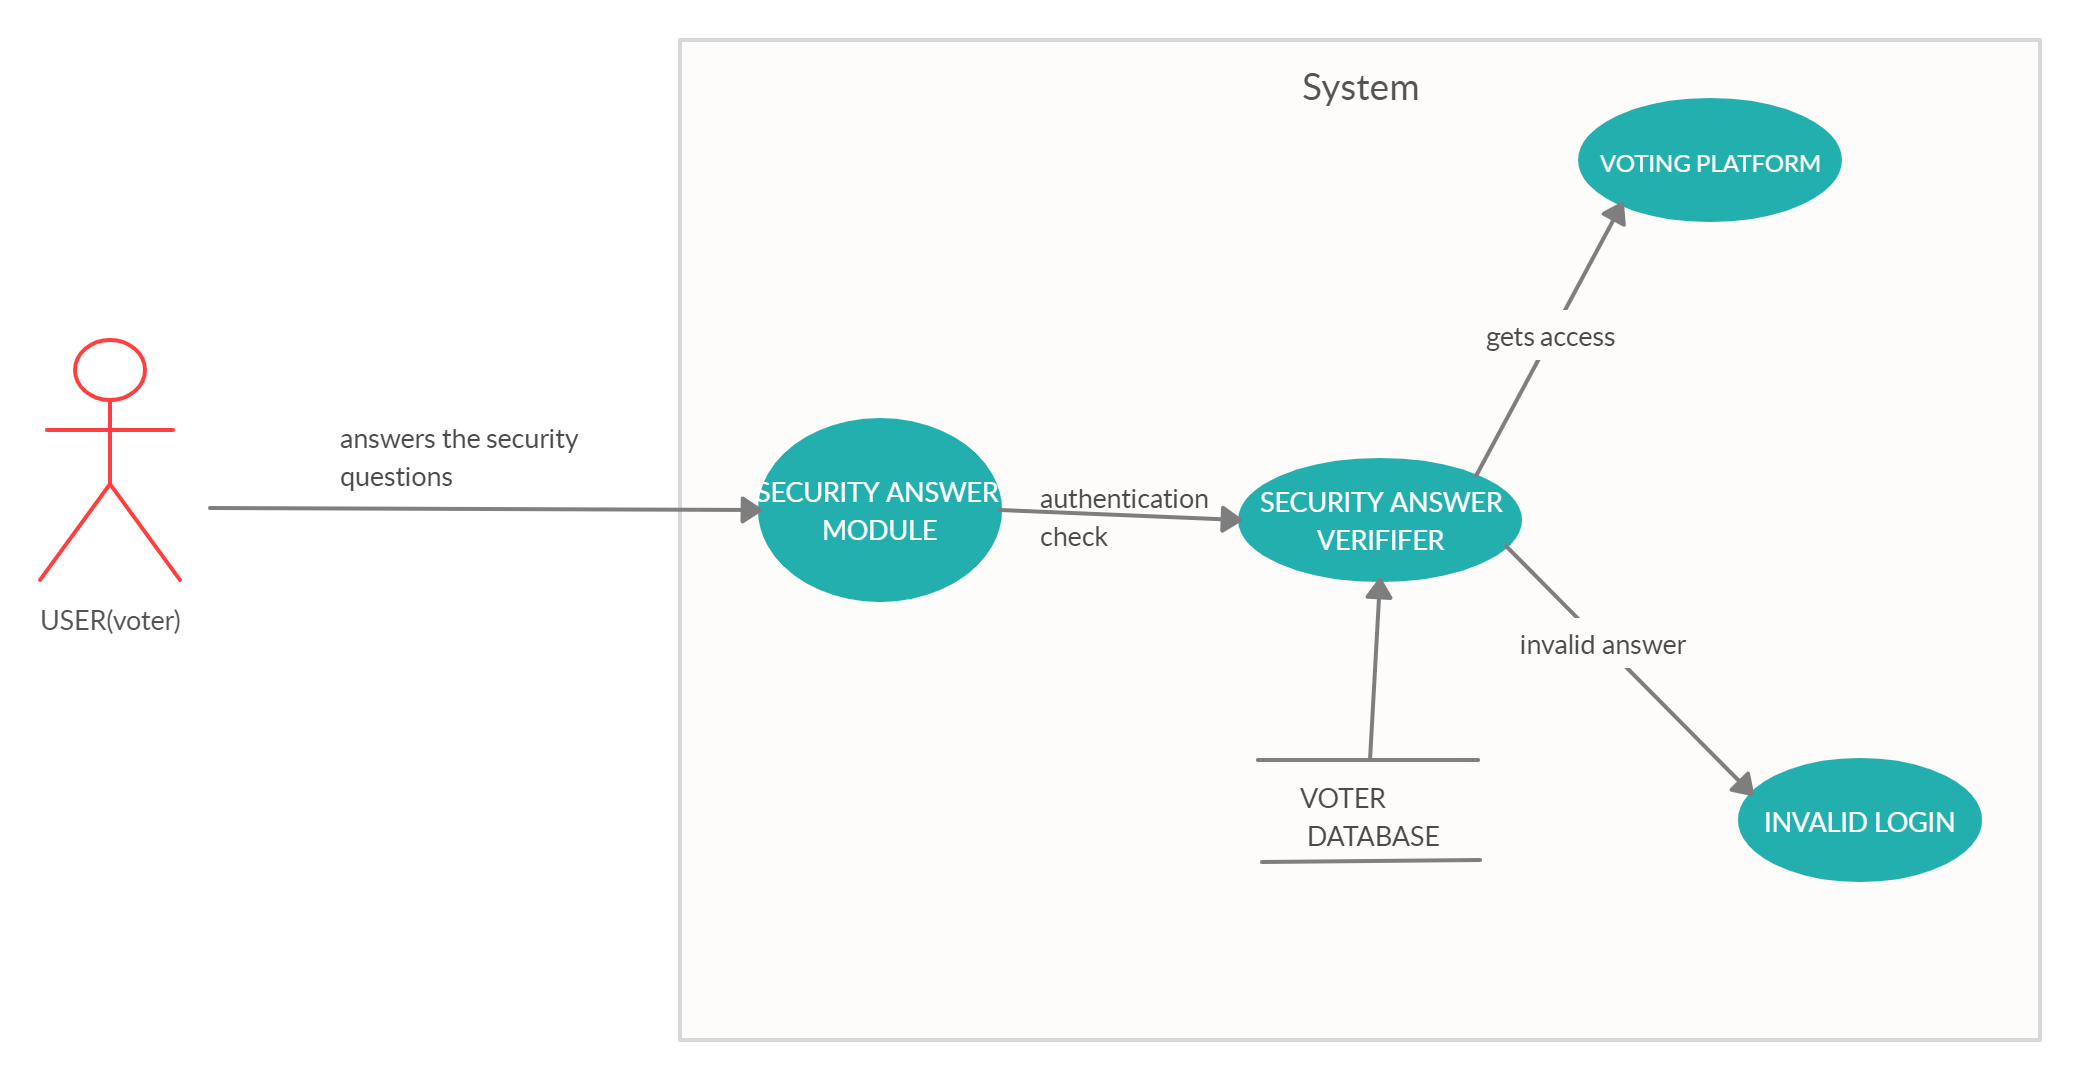 System
VOTING PLATFORM
gets access
answers the security
questions
SECURITY ANSWER
MODULE
authentication
check
SECURITY ANSWER
VERIFIFER
USER(voter)
invalid answer
VOTER
DATABASE
INVALID LOGIN